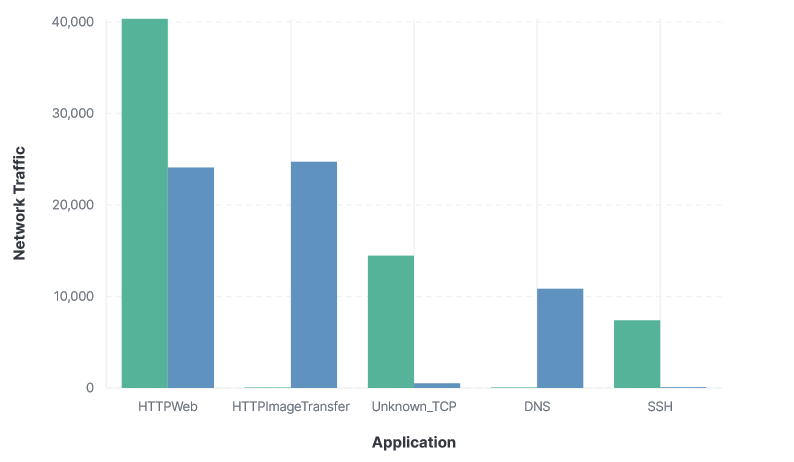 40,000
30,000
20,000
10,000
0
Network Traffic
HTTPWeb
HTTPImageTransfer
Unknown_TCP
DNS
SSH
Application